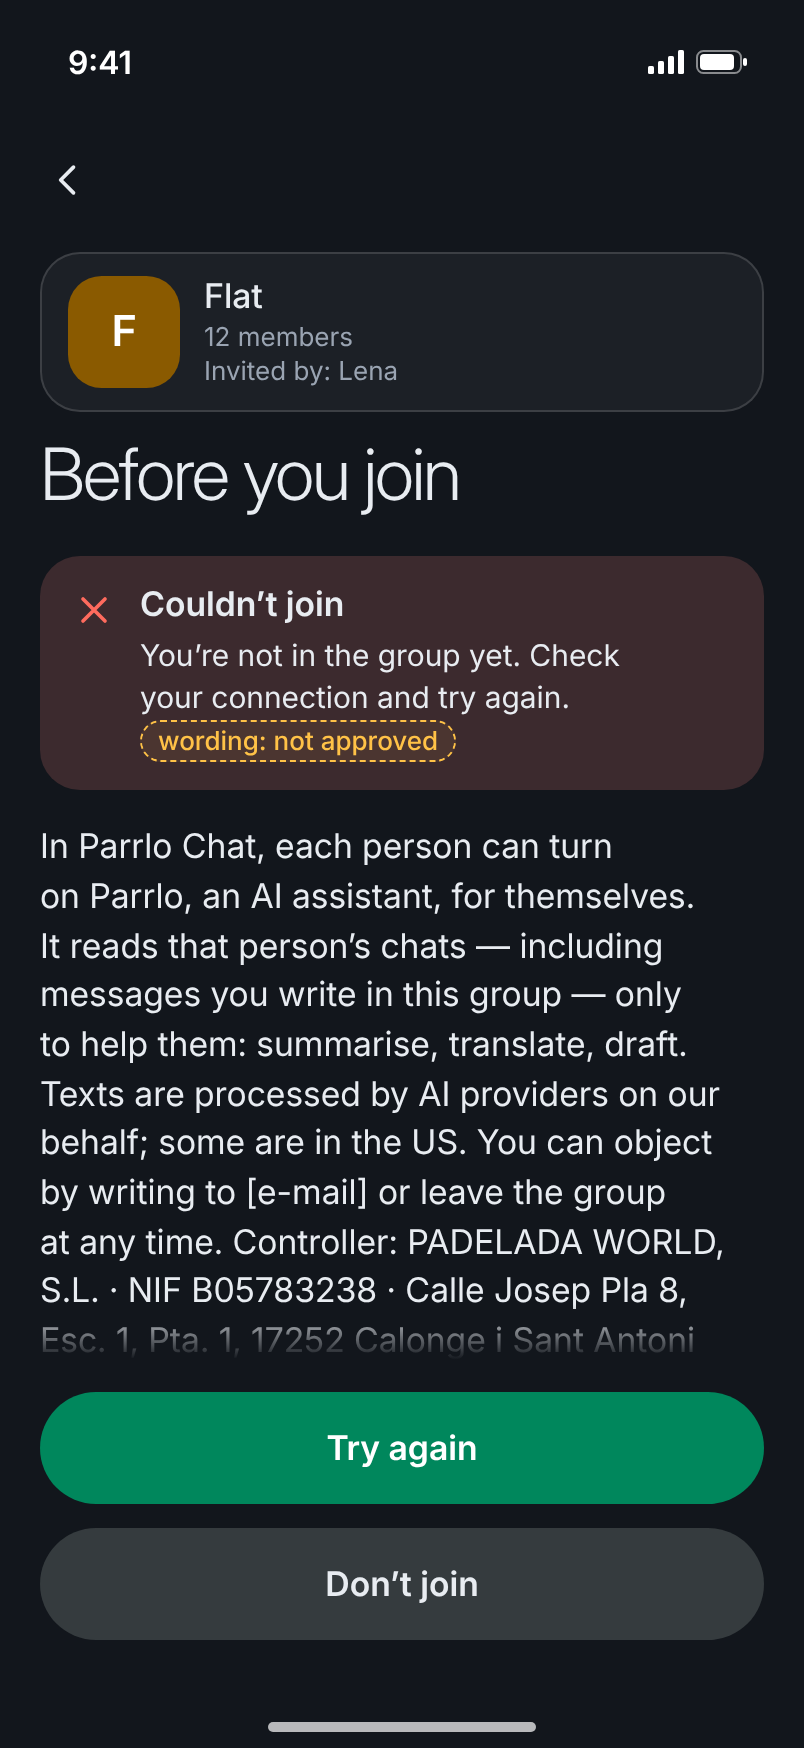 9:41
F
Flat
12 members
Invited by: Lena
Before you join
Couldn’t join
You’re not in the group yet. Check
your connection and try again.
wording: not approved
In Parrlo Chat, each person can turn
on Parrlo, an AI assistant, for themselves.
It reads that person’s chats — including
messages you write in this group — only
to help them: summarise, translate, draft.
Texts are processed by AI providers on our
behalf; some are in the US. You can object
by writing to [e-mail] or leave the group
at any time. Controller: PADELADA WORLD,
S.L. · NIF B05783238 · Calle Josep Pla 8,
Esc. 1, Pta. 1, 17252 Calonge i Sant Antoni
Try again
Don’t join